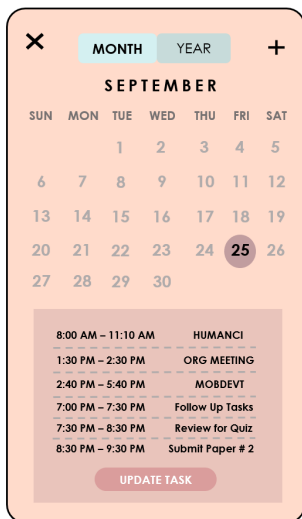 × MONTH YEAR +
SEPTEMBER
SUN MON TUE WED THU FRI SAT
1 2 3 4 5
6 7 8 9 10 11 12
13 14 15 16 17 18 19
20 21 22 23 24 25 26
27 28 29 30
8:00 AM – 11:10 AM HUMANCI
1:30 PM – 2:30 PM ORG MEETING
2:40 PM – 5:40 PM MOBDEVT
7:00 PM – 7:30 PM Follow Up Tasks
7:30 PM – 8:30 PM Review for Quiz
8:30 PM – 9:30 PM Submit Paper # 2
UPDATE TASK